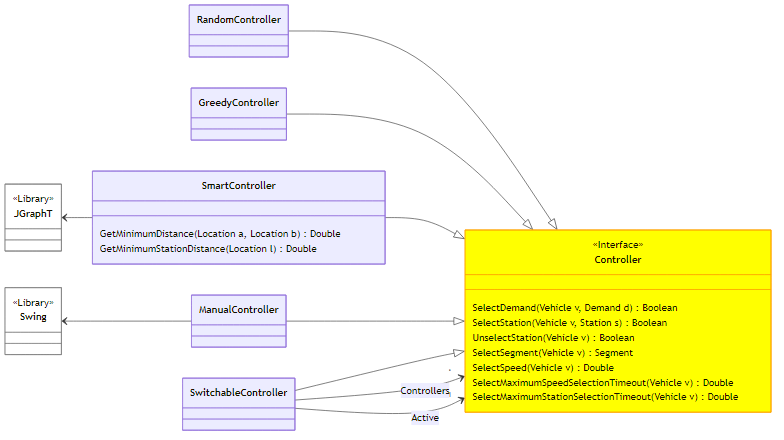 RandomController
GreedyController
SmartController
GetMinimumDistance(Location a, Location b) : Double
GetMinimumStationDistance(Location l) : Double
«Library»
JGraphT
«Library»
Swing
ManualController
SwitchableController
Controllers
Active
«Interface»
Controller
SelectDemand(Vehicle v, Demand d) : Boolean
SelectStation(Vehicle v, Station s) : Boolean
UnselectStation(Vehicle v) : Boolean
SelectSegment(Vehicle v) : Segment
SelectSpeed(Vehicle v) : Double
SelectMaximumSpeedSelectionTimeout(Vehicle v) : Double
SelectMaximumStationSelectionTimeout(Vehicle v) : Double